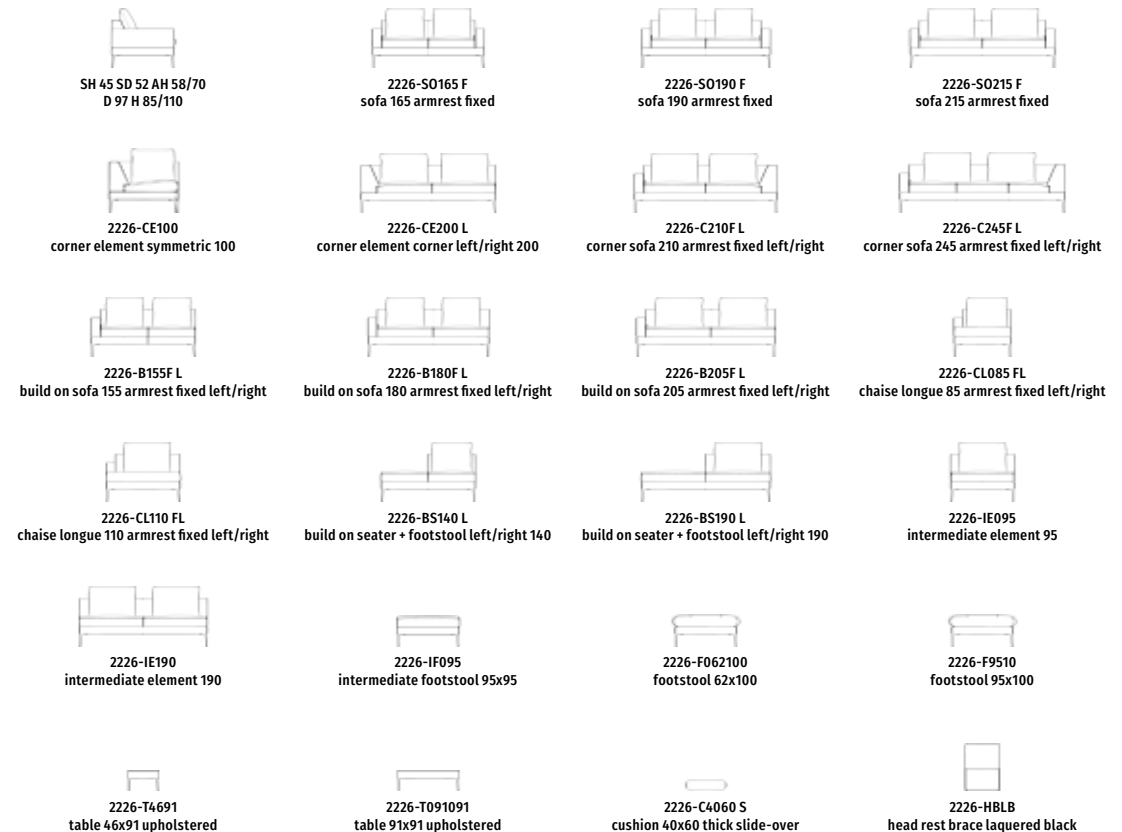 SH 45 SD 52 AH 58/70
D 97 H 85/110
2226-SO165 F
sofa 165 armrest fixed
2226-SO190 F
sofa 190 armrest fixed
2226-SO215 F
sofa 215 armrest fixed
2226-CE100
corner element symmetric 100
2226-CE200 L
corner element corner left/right 200
2226-C210F L
corner sofa 210 armrest fixed left/right
2226-C245F L
corner sofa 245 armrest fixed left/right
2226-B155F L
build on sofa 155 armrest fixed left/right
2226-B180F L
build on sofa 180 armrest fixed left/right
2226-B205F L
build on sofa 205 armrest fixed left/right
2226-CL085 FL
chaise longue 85 armrest fixed left/right
2226-CL110 FL
chaise longue 110 armrest fixed left/right
2226-BS140 L
build on seater + footstool left/right 140
2226-BS190 L
build on seater + footstool left/right 190
2226-IE095
intermediate element 95
2226-IE190
intermediate element 190
2226-IF095
intermediate footstool 95x95
2226-F062100
footstool 62x100
2226-F9510
footstool 95x100
2226-T4691
table 46x91 upholstered
2226-T091091
table 91x91 upholstered
2226-C4060 S
cushion 40x60 thick slide-over
2226-HBLB
head rest brace laquered black